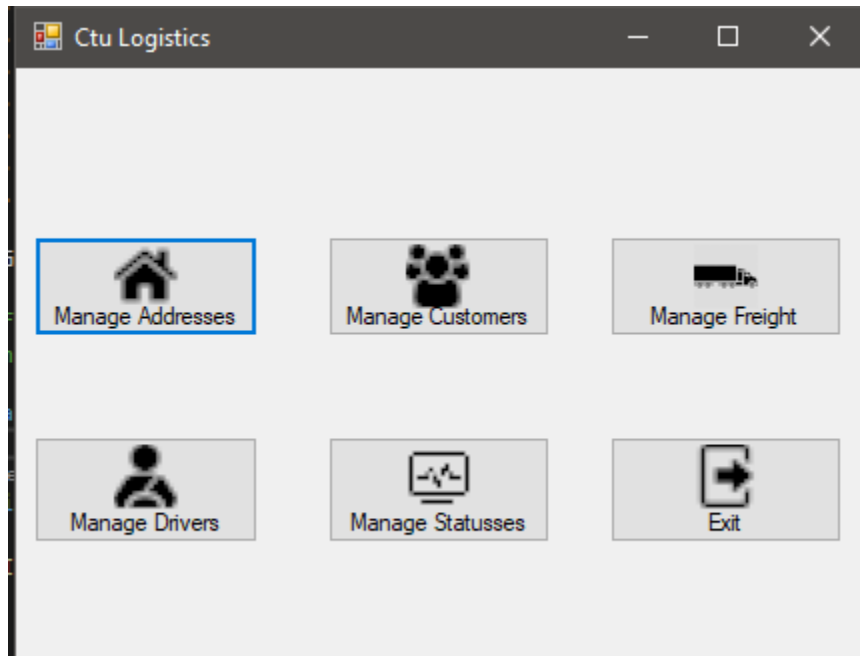 Ctu Logistics
Manage Addresses
Manage Customers
Manage Freight
Manage Drivers
Manage Statusses
Exit